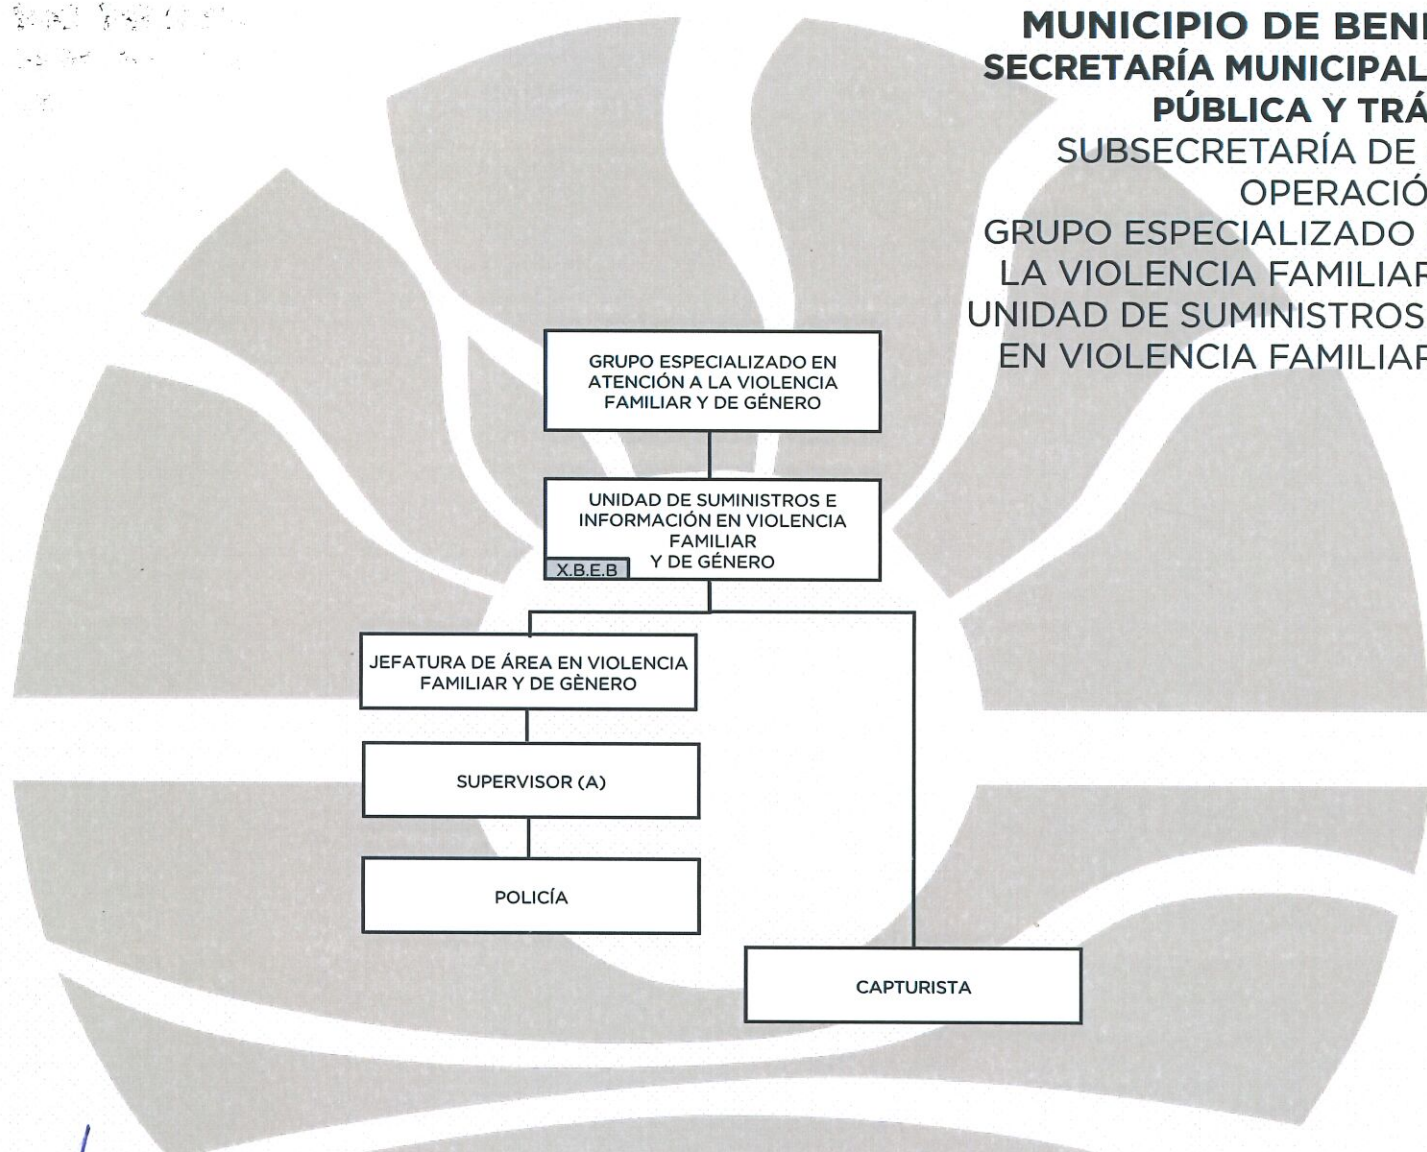 MUNICIPIO DE BENI
SECRETARÍA MUNICIPAL
PÚBLICA Y TRÁ
SUBSECRETARÍA DE
OPERACIÓ
GRUPO ESPECIALIZADO
LA VIOLENCIA FAMILIAR
UNIDAD DE SUMINISTROS
EN VIOLENCIA FAMILIAR
GRUPO ESPECIALIZADO EN
ATENCIÓN A LA VIOLENCIA
FAMILIAR Y DE GÉNERO
UNIDAD DE SUMINISTROS E
INFORMACIÓN EN VIOLENCIA
FAMILIAR
Y DE GÉNERO
X.B.E.B
JEFATURA DE ÁREA EN VIOLENCIA
FAMILIAR Y DE GÈNERO
SUPERVISOR (A)
POLICÍA
CAPTURISTA